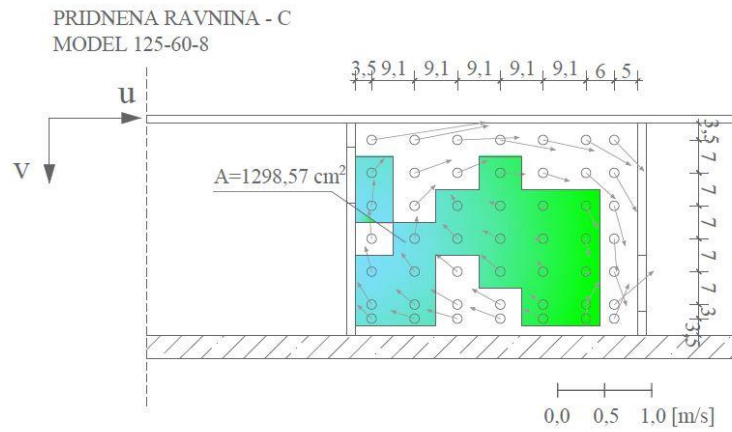 PRIDNENA RAVNINA - C
MODEL 125-60-8
3,5 9,1 9,1 9,1 9,1 9,1 6 5
u
v
A=1298,57 cm²
3,5 7 7 7 7 7 3 3,5
0,0 0,5 1,0 [m/s]